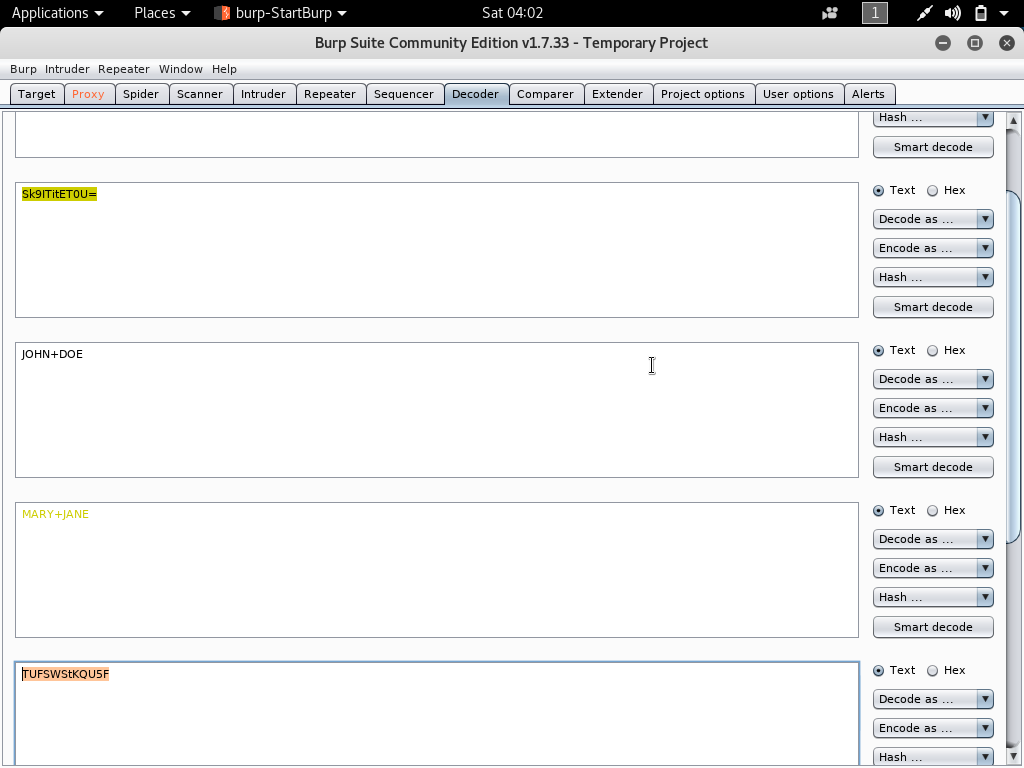 Applications Places burp-StartBurp Sat 04:02 1
Burp Suite Community Edition v1.7.33 - Temporary Project
Burp Intruder Repeater Window Help
Target Proxy Spider Scanner Intruder Repeater Sequencer Decoder Comparer Extender Project options User options Alerts
Hash ...
Smart decode
Sk9ITitET0U=
Text Hex
Decode as ...
Encode as ...
Hash ...
Smart decode
JOHN+DOE
Text Hex
Decode as ...
Encode as ...
Hash ...
Smart decode
MARY+JANE
Text Hex
Decode as ...
Encode as ...
Hash ...
Smart decode
TUFSWStKQU5F
Text Hex
Decode as ...
Encode as ...
Hash ...